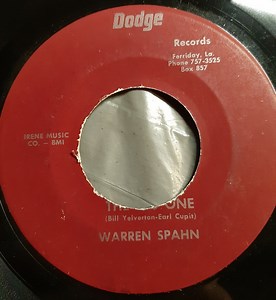 Dodge
Records
Ferriday, La.
Phone 757-3525
Box 857
IRENE MUSIC
CO. - BMI
ONE
(Bill Yelverton-Earl Cupit)
WARREN SPAHN